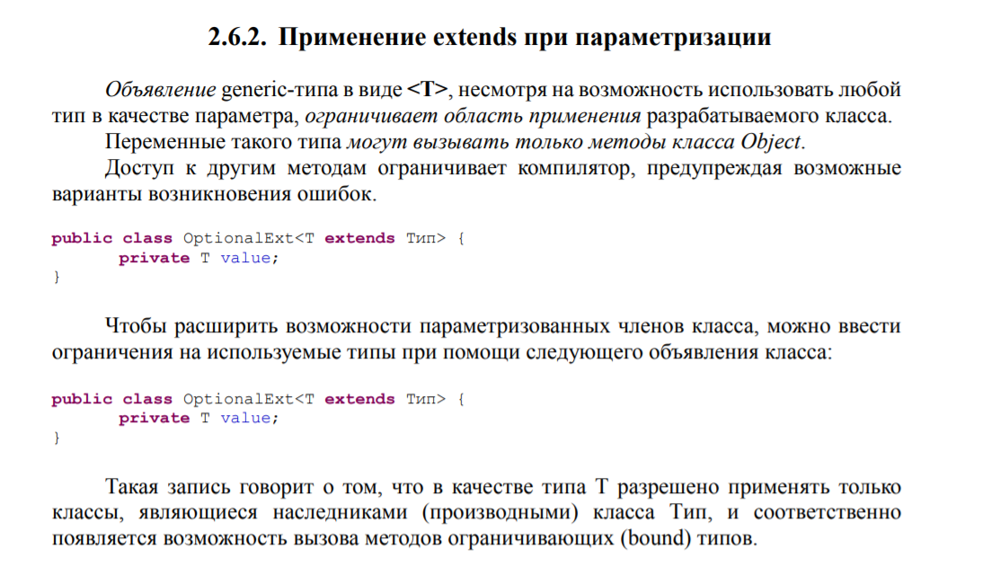 2.6.2. Применение extends при параметризации
Объявление generic-типа в виде <T>, несмотря на возможность использовать любой
тип в качестве параметра, ограничивает область применения разрабатываемого класса.
Переменные такого типа могут вызывать только методы класса Object.
Доступ к другим методам ограничивает компилятор, предупреждая возможные
варианты возникновения ошибок.
public class OptionalExt<T extends Тип> {
private T value;
}
Чтобы расширить возможности параметризованных членов класса, можно ввести
ограничения на используемые типы при помощи следующего объявления класса:
public class OptionalExt<T extends Тип> {
private T value;
}
Такая запись говорит о том, что в качестве типа T разрешено применять только
классы, являющиеся наследниками (производными) класса Тип, и соответственно
появляется возможность вызова методов ограничивающих (bound) типов.